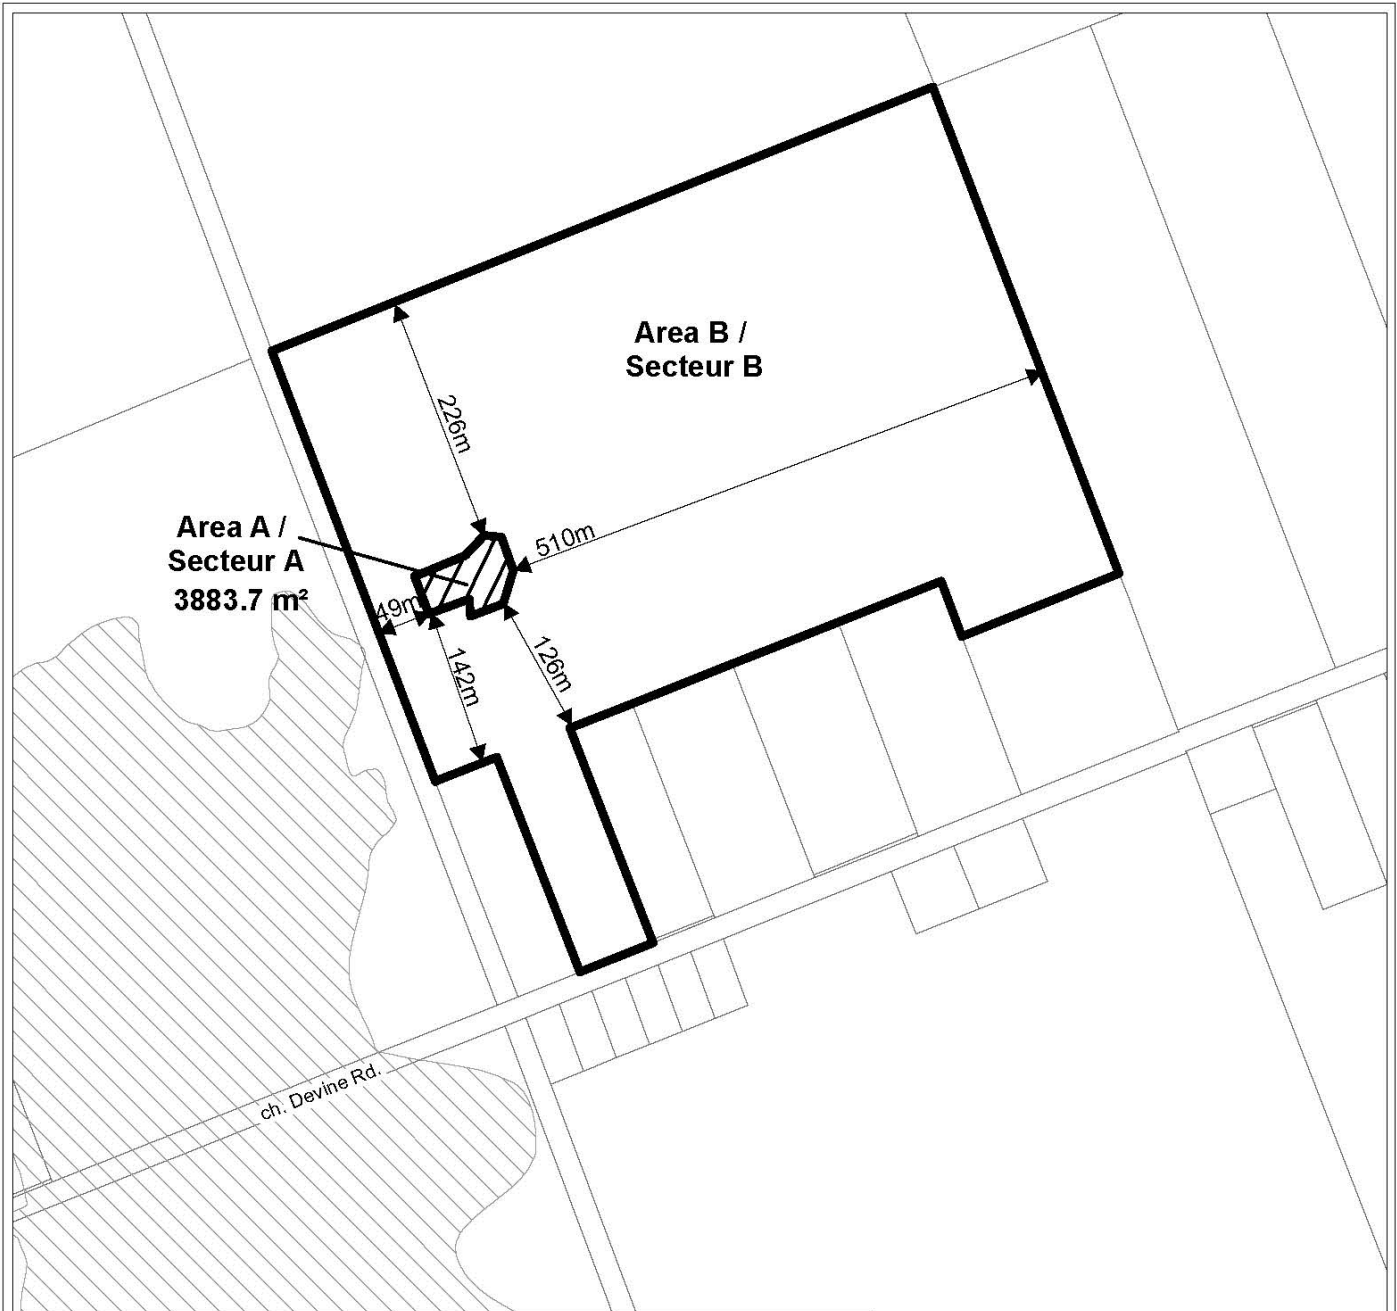 Area B /
Secteur B
226m
510m
Area A /
Secteur A
3883.7 m²
49m
142m
126m
ch. Devine Rd.